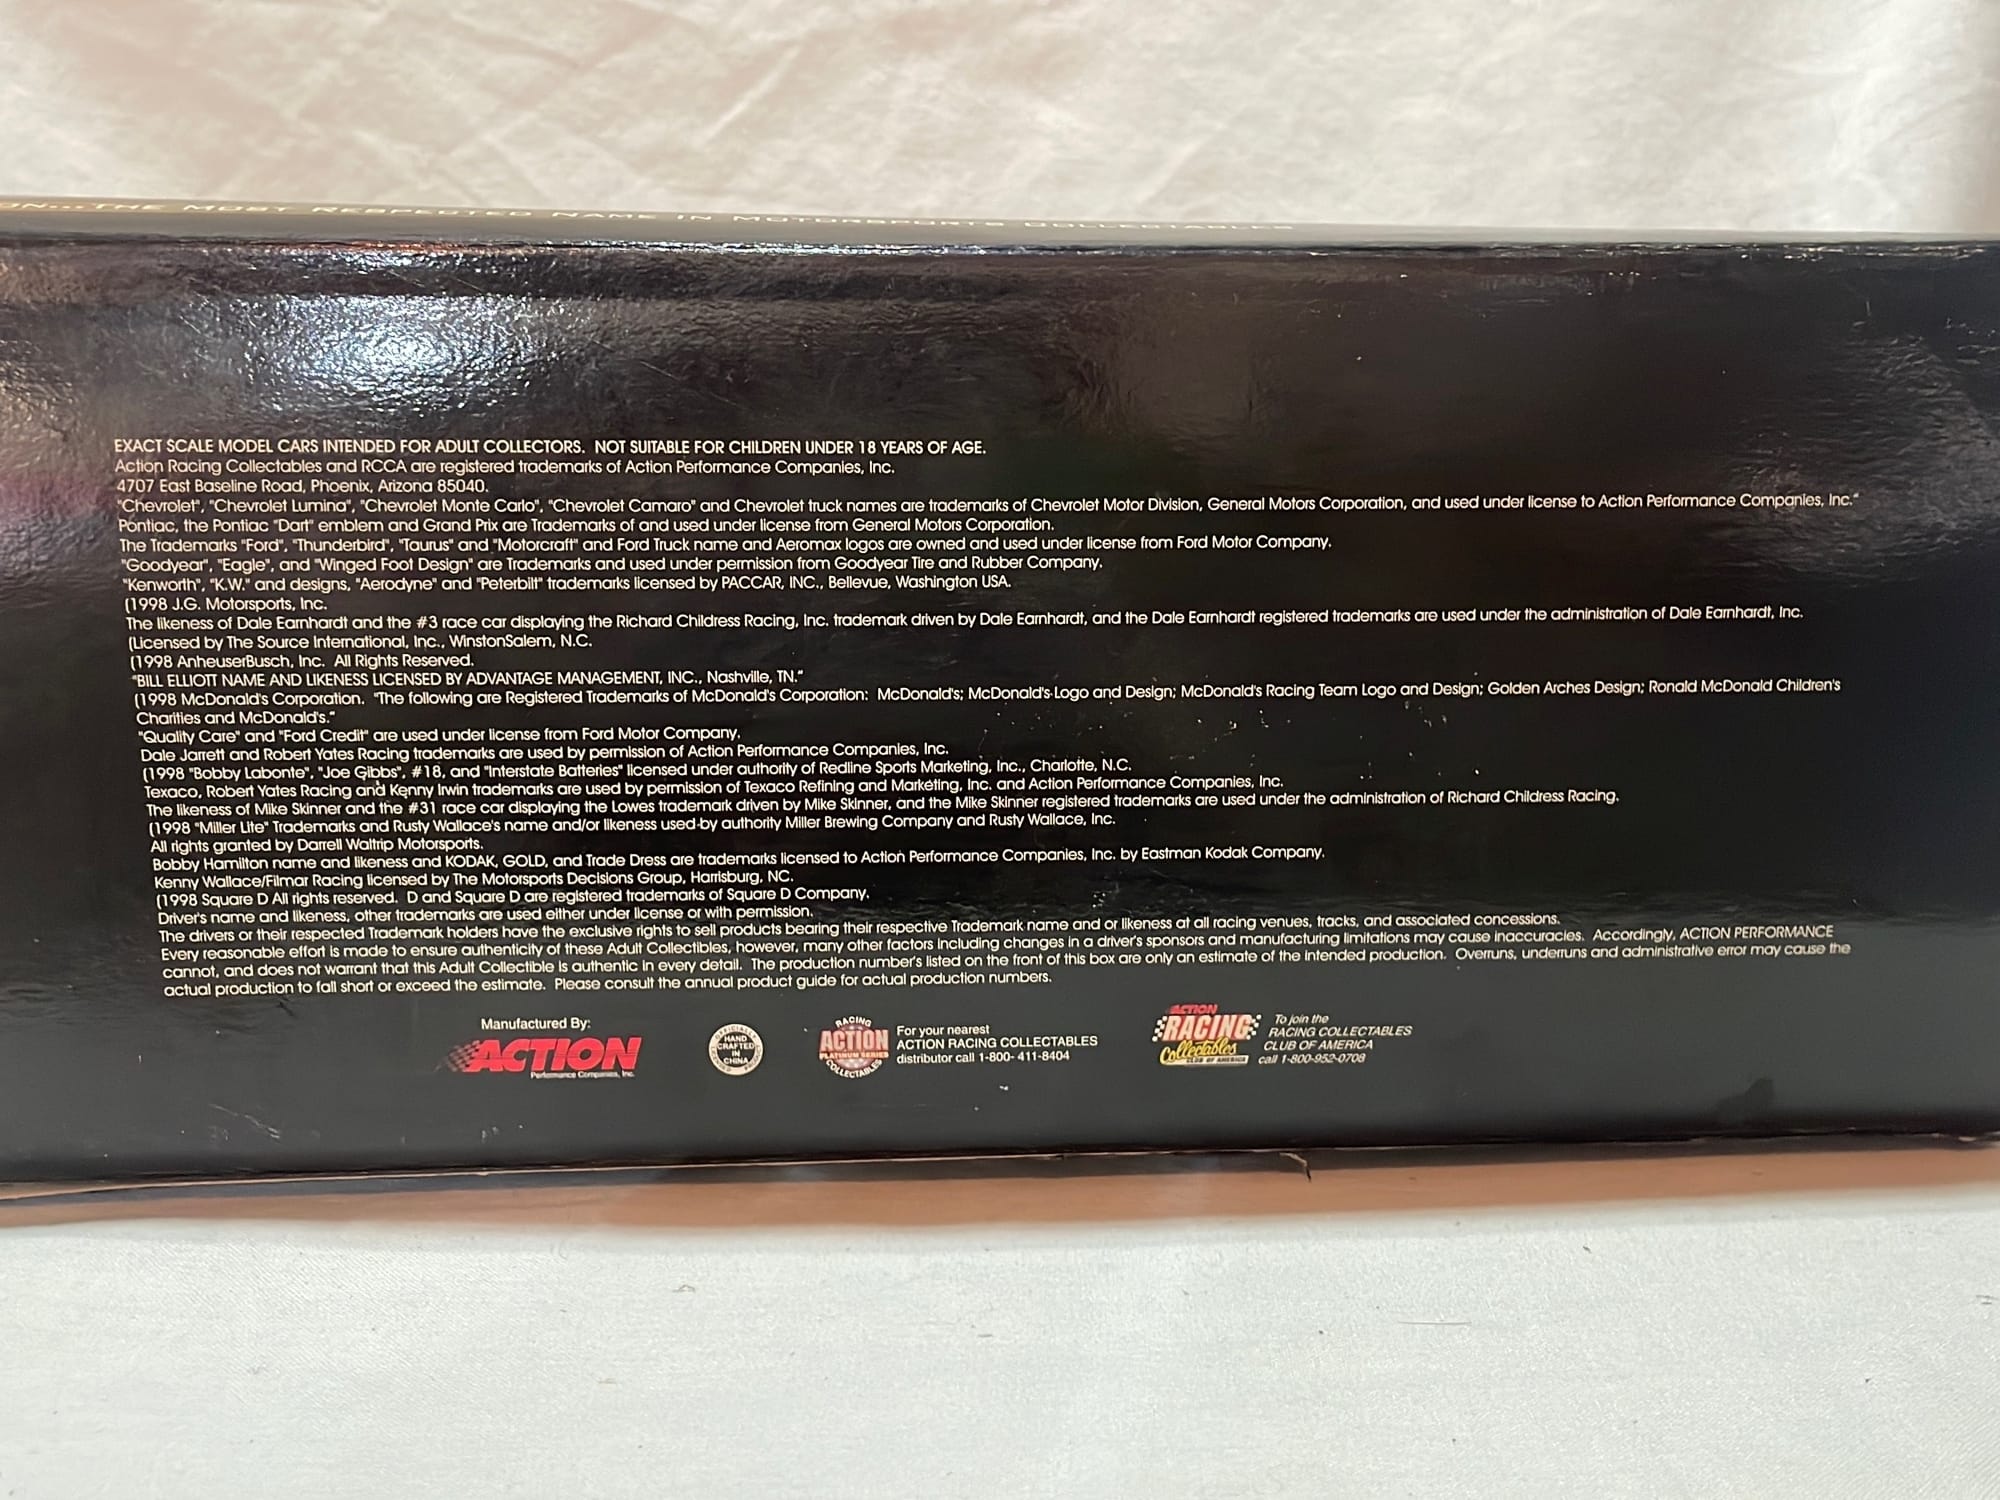 ON...THE MOST RESPECTED NAME IN MOTORSPORTS COLLECTABLES
EXACT SCALE MODEL CARS INTENDED FOR ADULT COLLECTORS. NOT SUITABLE FOR CHILDREN UNDER 18 YEARS OF AGE.
Action Racing Collectables and RCCA are registered trademarks of Action Performance Companies, Inc.
4707 East Baseline Road, Phoenix, Arizona 85040.
"Chevrolet", "Chevrolet Lumina", "Chevrolet Monte Carlo", "Chevrolet Camaro" and Chevrolet truck names are trademarks of Chevrolet Motor Division, General Motors Corporation, and used under license to Action Performance Companies, Inc."
Pontiac, the Pontiac "Dart" emblem and Grand Prix are Trademarks of and used under license from General Motors Corporation.
The Trademarks "Ford", "Thunderbird", "Taurus" and "Motorcraft" and Ford Truck name and Aeromax logos are owned and used under license from Ford Motor Company.
"Goodyear", "Eagle", and "Winged Foot Design" are Trademarks and used under permission from Goodyear Tire and Rubber Company.
"Kenworth", "K.W." and designs, "Aerodyne" and "Peterbilt" trademarks licensed by PACCAR, INC., Bellevue, Washington USA.
(1998 J.G. Motorsports, Inc.
The likeness of Dale Earnhardt and the #3 race car displaying the Richard Childress Racing, Inc. trademark driven by Dale Earnhardt, and the Dale Earnhardt registered trademarks are used under the administration of Dale Earnhardt, Inc.
(Licensed by The Source International, Inc., WinstonSalem, N.C.
(1998 AnheuserBusch, Inc. All Rights Reserved.
"BILL ELLIOTT NAME AND LIKENESS LICENSED BY ADVANTAGE MANAGEMENT, INC., Nashville, TN."
(1998 McDonald's Corporation. "The following are Registered Trademarks of McDonald's Corporation: McDonald's; McDonald's Logo and Design; McDonald's Racing Team Logo and Design; Golden Arches Design; Ronald McDonald Children's
Charities and McDonald's."
"Quality Care" and "Ford Credit" are used under license from Ford Motor Company.
Dale Jarrett and Robert Yates Racing trademarks are used by permission of Action Performance Companies, Inc.
(1998 "Bobby Labonte", "Joe Gibbs", #18, and "Interstate Batteries" licensed under authority of Redline Sports Marketing, Inc., Charlotte, N.C.
Texaco, Robert Yates Racing and Kenny Irwin trademarks are used by permission of Texaco Refining and Marketing, Inc. and Action Performance Companies, Inc.
The likeness of Mike Skinner and the #31 race car displaying the Lowes trademark driven by Mike Skinner, and the Mike Skinner registered trademarks are used under the administration of Richard Childress Racing.
(1998 "Miller Lite" Trademarks and Rusty Wallace's name and/or likeness used by authority Miller Brewing Company and Rusty Wallace, Inc.
All rights granted by Darrell Waltrip Motorsports.
Bobby Hamilton name and likeness and KODAK, GOLD, and Trade Dress are trademarks licensed to Action Performance Companies, Inc. by Eastman Kodak Company.
Kenny Wallace/Filmar Racing licensed by The Motorsports Decisions Group, Harrisburg, NC.
(1998 Square D All rights reserved. D and Square D are registered trademarks of Square D Company.
Driver's name and likeness, other trademarks are used either under license or with permission.
The drivers or their respected Trademark holders have the exclusive rights to sell products bearing their respective Trademark name and or likeness at all racing venues, tracks, and associated concessions.
Every reasonable effort is made to ensure authenticity of these Adult Collectibles, however, many other factors including changes in a driver's sponsors and manufacturing limitations may cause inaccuracies. Accordingly, ACTION PERFORMANCE
cannot, and does not warrant that this Adult Collectible is authentic in every detail. The production number's listed on the front of this box are only an estimate of the intended production. Overruns, underruns and administrative error may cause the
actual production to fall short or exceed the estimate. Please consult the annual product guide for actual production numbers.
Manufactured By:
ACTION
Performance Companies, Inc.
HAND
CRAFTED
IN
CHINA
RACING
ACTION
PLATINUM SERIES
COLLECTABLES
For your nearest
ACTION RACING COLLECTABLES
distributor call 1-800- 411-8404
ACTION
RACING
Collectables
CLUB OF AMERICA
To join the
RACING COLLECTABLES
CLUB OF AMERICA
call 1-800-952-0708